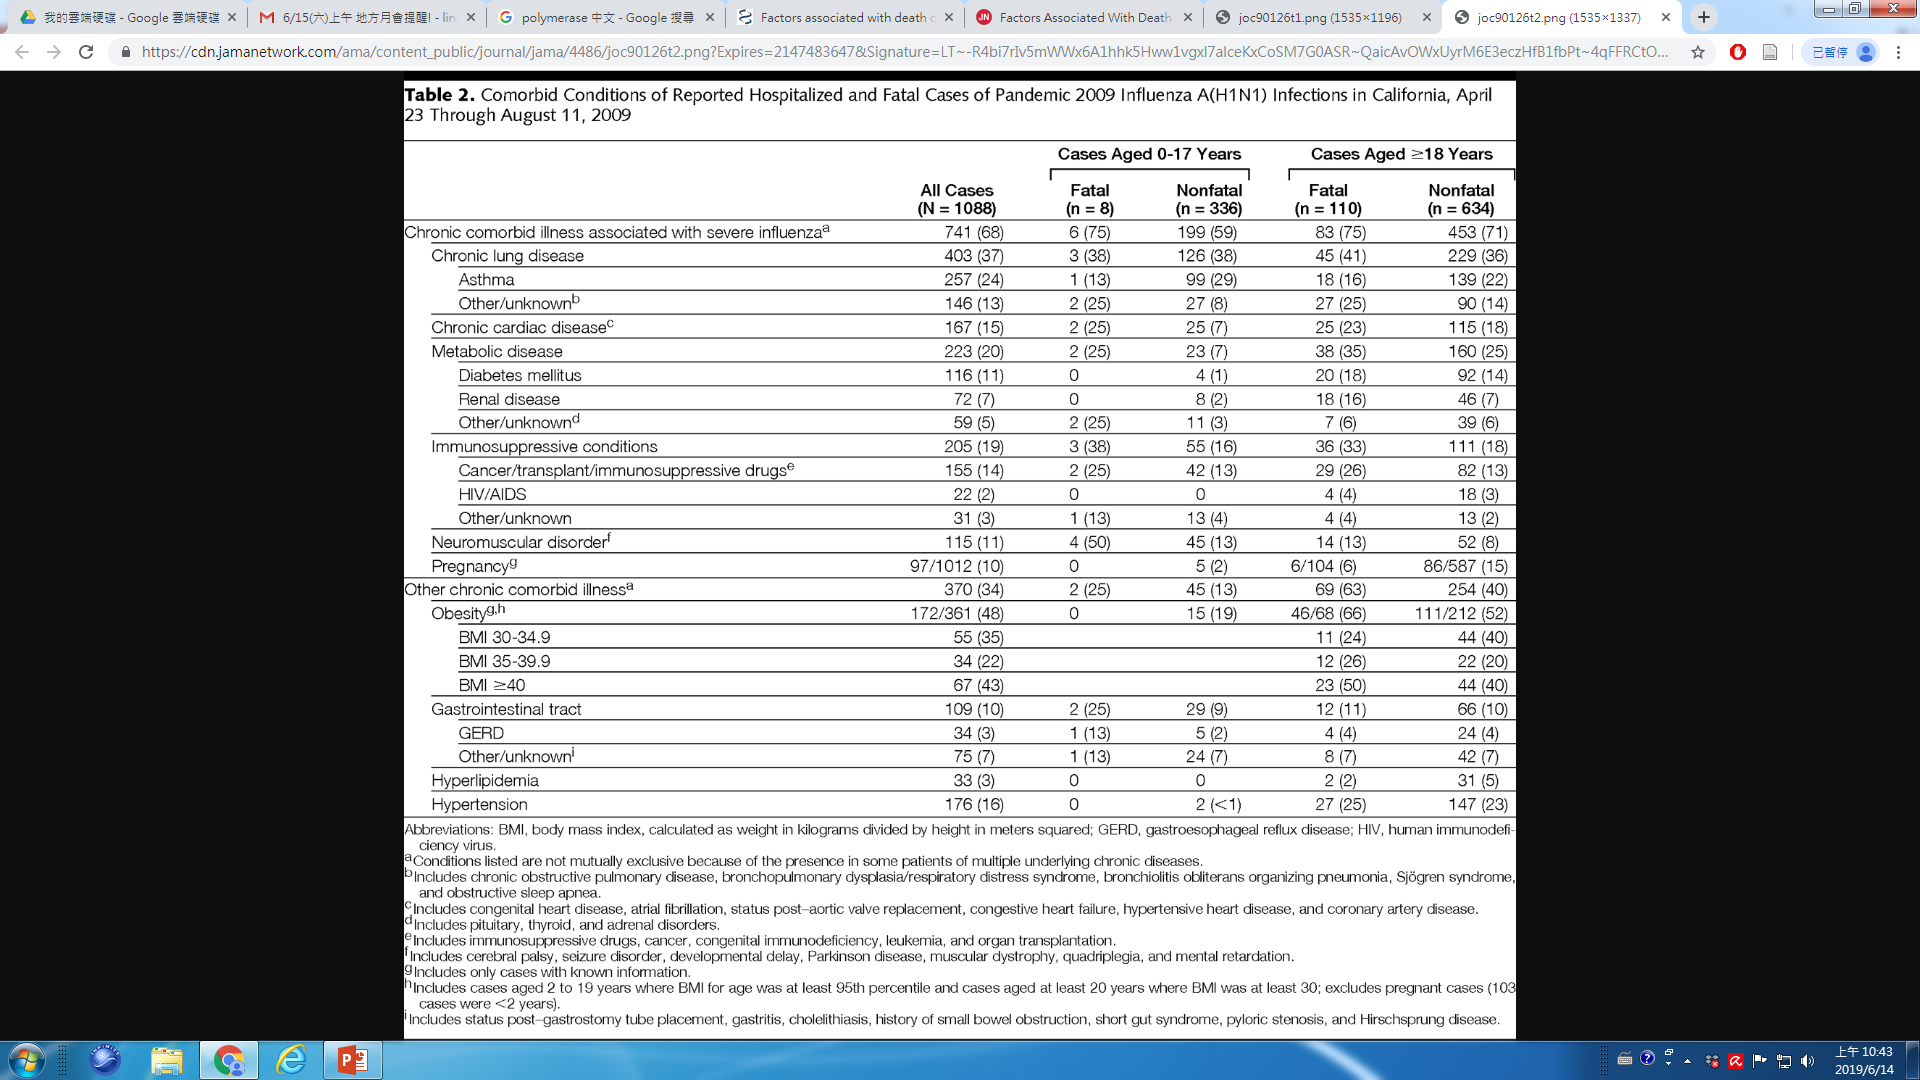 我的雲端硬碟 - Google 雲端硬碟
6/15(六)上午 地方月會提醒! - lin
polymerase 中文 - Google 搜尋
Factors associated with death o
Factors Associated With Death
joc90126t1.png (1535×1196)
joc90126t2.png (1535×1337)
https://cdn.jamanetwork.com/ama/content_public/journal/jama/4486/joc90126t2.png?Expires=2147483647&Signature=LT~-R4bi7rIv5mWWx6A1hhk5Hww1vgxI7alceKxCoSM7G0ASR~QaicAvOWxUyrM6E3eczHfB1fbPt~4qFFRCtO...
已暫停
Table 2. Comorbid Conditions of Reported Hospitalized and Fatal Cases of Pandemic 2009 Influenza A(H1N1) Infections in California, April
23 Through August 11, 2009
Cases Aged 0-17 Years Cases Aged ≥18 Years
All Cases Fatal Nonfatal Fatal Nonfatal
(N = 1088) (n = 8) (n = 336) (n = 110) (n = 634)
Chronic comorbid illness associated with severe influenzaa 741 (68) 6 (75) 199 (59) 83 (75) 453 (71)
Chronic lung disease 403 (37) 3 (38) 126 (38) 45 (41) 229 (36)
Asthma 257 (24) 1 (13) 99 (29) 18 (16) 139 (22)
Other/unknownb 146 (13) 2 (25) 27 (8) 27 (25) 90 (14)
Chronic cardiac diseasec 167 (15) 2 (25) 25 (7) 25 (23) 115 (18)
Metabolic disease 223 (20) 2 (25) 23 (7) 38 (35) 160 (25)
Diabetes mellitus 116 (11) 0 4 (1) 20 (18) 92 (14)
Renal disease 72 (7) 0 8 (2) 18 (16) 46 (7)
Other/unknownd 59 (5) 2 (25) 11 (3) 7 (6) 39 (6)
Immunosuppressive conditions 205 (19) 3 (38) 55 (16) 36 (33) 111 (18)
Cancer/transplant/immunosuppressive drugse 155 (14) 2 (25) 42 (13) 29 (26) 82 (13)
HIV/AIDS 22 (2) 0 0 4 (4) 18 (3)
Other/unknown 31 (3) 1 (13) 13 (4) 4 (4) 13 (2)
Neuromuscular disorderf 115 (11) 4 (50) 45 (13) 14 (13) 52 (8)
Pregnancyg 97/1012 (10) 0 5 (2) 6/104 (6) 86/587 (15)
Other chronic comorbid illnessa 370 (34) 2 (25) 45 (13) 69 (63) 254 (40)
Obesityg,h 172/361 (48) 0 15 (19) 46/68 (66) 111/212 (52)
BMI 30-34.9 55 (35) 11 (24) 44 (40)
BMI 35-39.9 34 (22) 12 (26) 22 (20)
BMI ≥40 67 (43) 23 (50) 44 (40)
Gastrointestinal tract 109 (10) 2 (25) 29 (9) 12 (11) 66 (10)
GERD 34 (3) 1 (13) 5 (2) 4 (4) 24 (4)
Other/unknowni 75 (7) 1 (13) 24 (7) 8 (7) 42 (7)
Hyperlipidemia 33 (3) 0 0 2 (2) 31 (5)
Hypertension 176 (16) 0 2 (<1) 27 (25) 147 (23)
Abbreviations: BMI, body mass index, calculated as weight in kilograms divided by height in meters squared; GERD, gastroesophageal reflux disease; HIV, human immunodefi-
ciency virus.
a Conditions listed are not mutually exclusive because of the presence in some patients of multiple underlying chronic diseases.
b Includes chronic obstructive pulmonary disease, bronchopulmonary dysplasia/respiratory distress syndrome, bronchiolitis obliterans organizing pneumonia, Sjögren syndrome,
and obstructive sleep apnea.
c Includes congenital heart disease, atrial fibrillation, status post–aortic valve replacement, congestive heart failure, hypertensive heart disease, and coronary artery disease.
d Includes pituitary, thyroid, and adrenal disorders.
e Includes immunosuppressive drugs, cancer, congenital immunodeficiency, leukemia, and organ transplantation.
f Includes cerebral palsy, seizure disorder, developmental delay, Parkinson disease, muscular dystrophy, quadriplegia, and mental retardation.
g Includes only cases with known information.
h Includes cases aged 2 to 19 years where BMI for age was at least 95th percentile and cases aged at least 20 years where BMI was at least 30; excludes pregnant cases (103
cases were <2 years).
i Includes status post–gastrostomy tube placement, gastritis, cholelithiasis, history of small bowel obstruction, short gut syndrome, pyloric stenosis, and Hirschsprung disease.
上午 10:43
2019/6/14